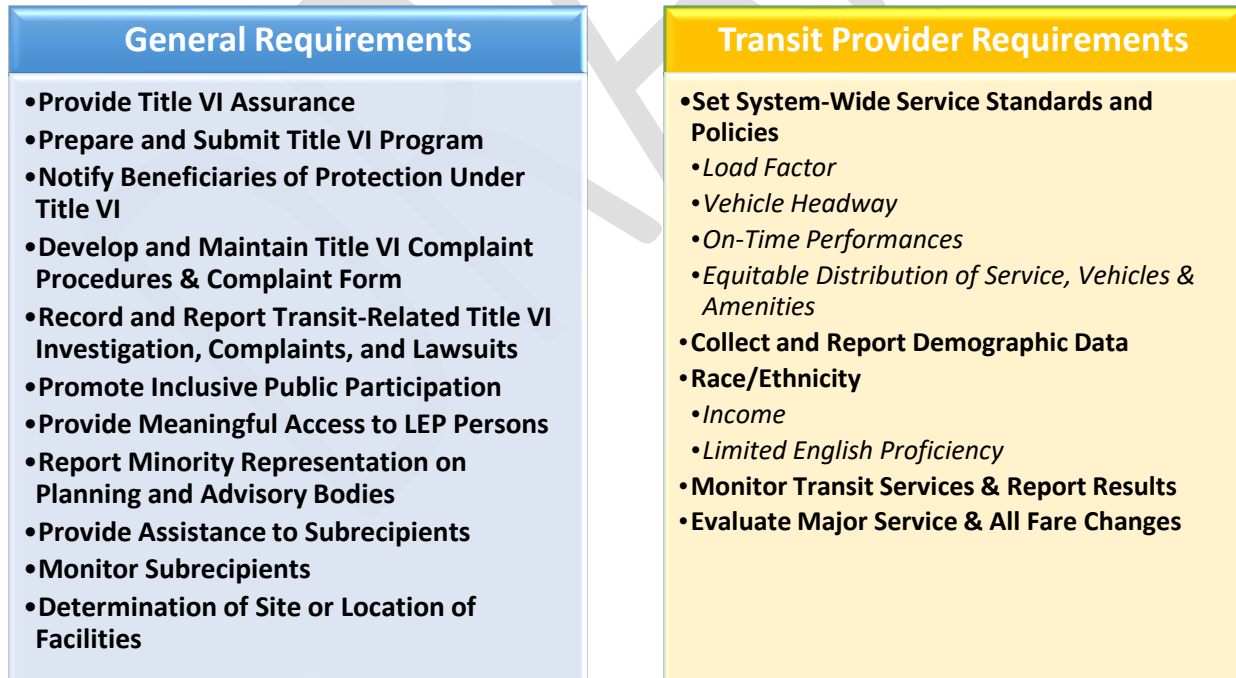 General Requirements
•Provide Title VI Assurance
•Prepare and Submit Title VI Program
•Notify Beneficiaries of Protection Under
Title VI
•Develop and Maintain Title VI Complaint
Procedures & Complaint Form
•Record and Report Transit-Related Title VI
Investigation, Complaints, and Lawsuits
•Promote Inclusive Public Participation
•Provide Meaningful Access to LEP Persons
•Report Minority Representation on
Planning and Advisory Bodies
•Provide Assistance to Subrecipients
•Monitor Subrecipients
•Determination of Site or Location of
Facilities
Transit Provider Requirements
•Set System-Wide Service Standards and
Policies
•Load Factor
•Vehicle Headway
•On-Time Performances
•Equitable Distribution of Service, Vehicles &
Amenities
•Collect and Report Demographic Data
•Race/Ethnicity
•Income
•Limited English Proficiency
•Monitor Transit Services & Report Results
•Evaluate Major Service & All Fare Changes